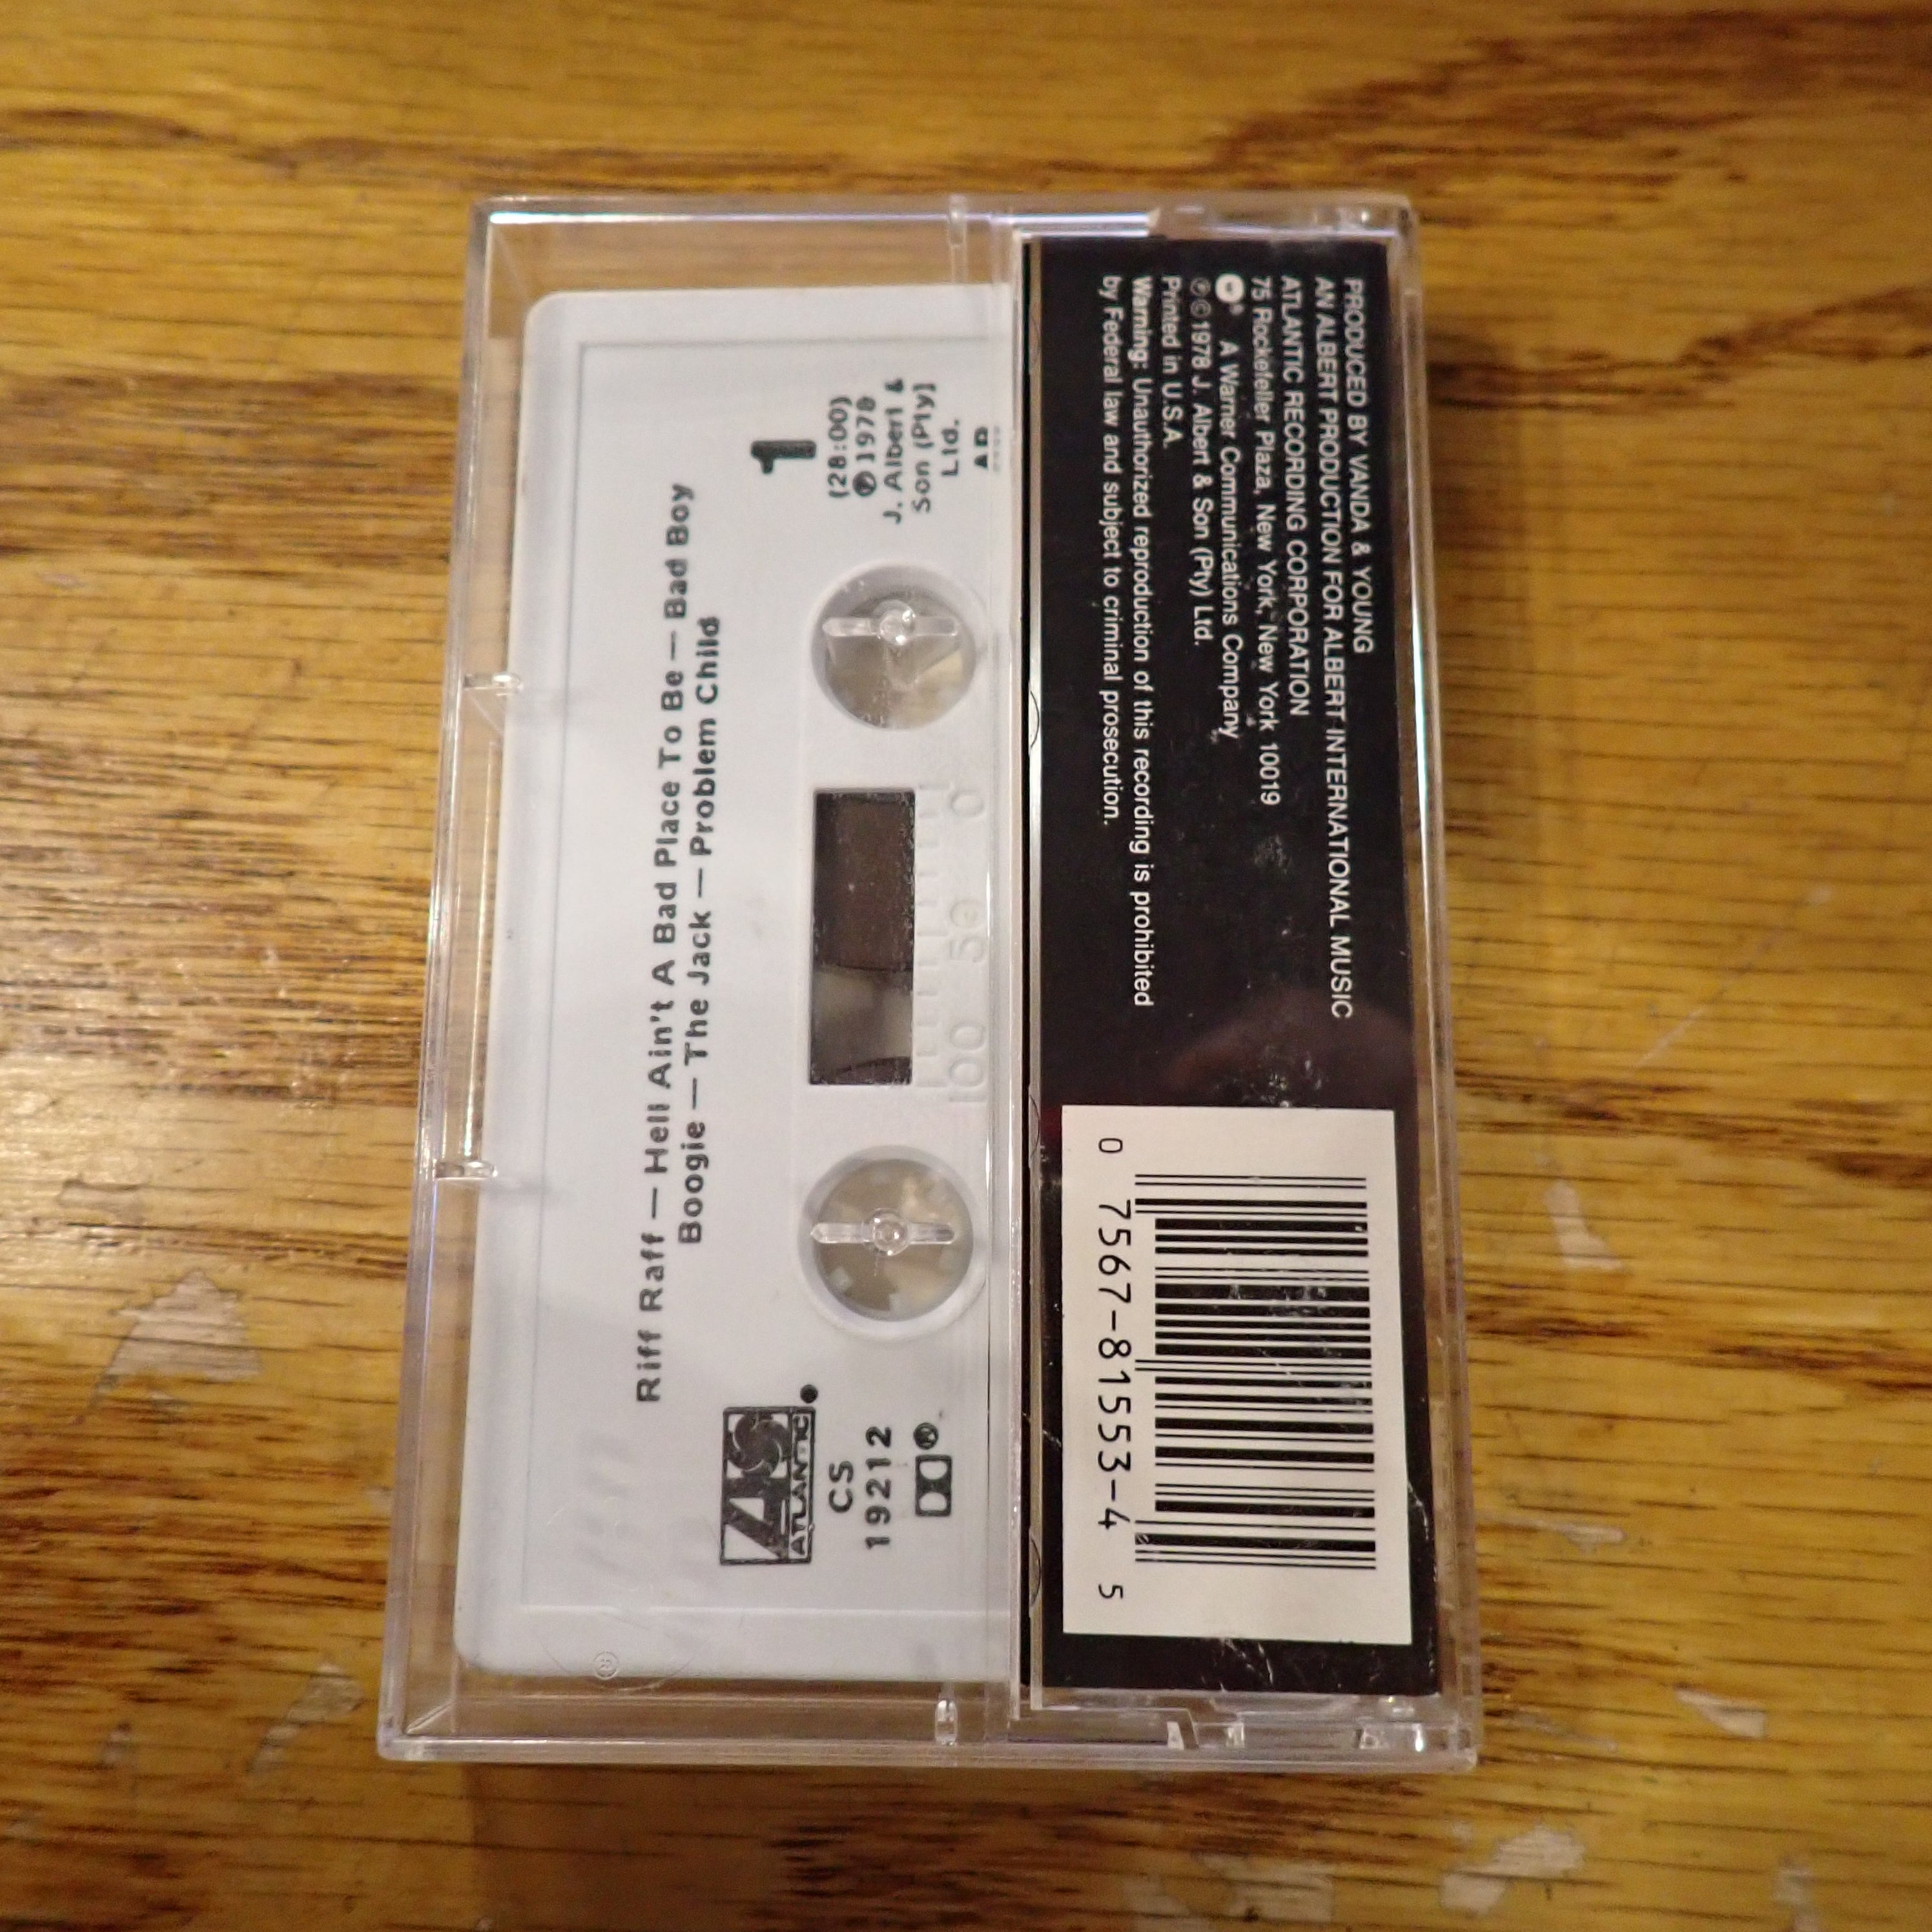 PRODUCED BY VANDA & YOUNG
AN ALBERT PRODUCTION FOR ALBERT INTERNATIONAL MUSIC
ATLANTIC RECORDING CORPORATION
75 Rockefeller Plaza, New York, New York 10019
® A Warner Communications Company
℗©1978 J. Albert & Son (Pty) Ltd.
Printed in U.S.A.
Warning: Unauthorized reproduction of this recording is prohibited
by Federal law and subject to criminal prosecution.
0 7567-81553-4 5
Riff Raff — Hell Ain't A Bad Place To Be — Bad Boy
Boogie — The Jack — Problem Child
1
(28:00)
℗1978
J. Albert &
Son (Pty)
Ltd.
AR
0 50 100
ATLANTIC
CS
19212
®
®